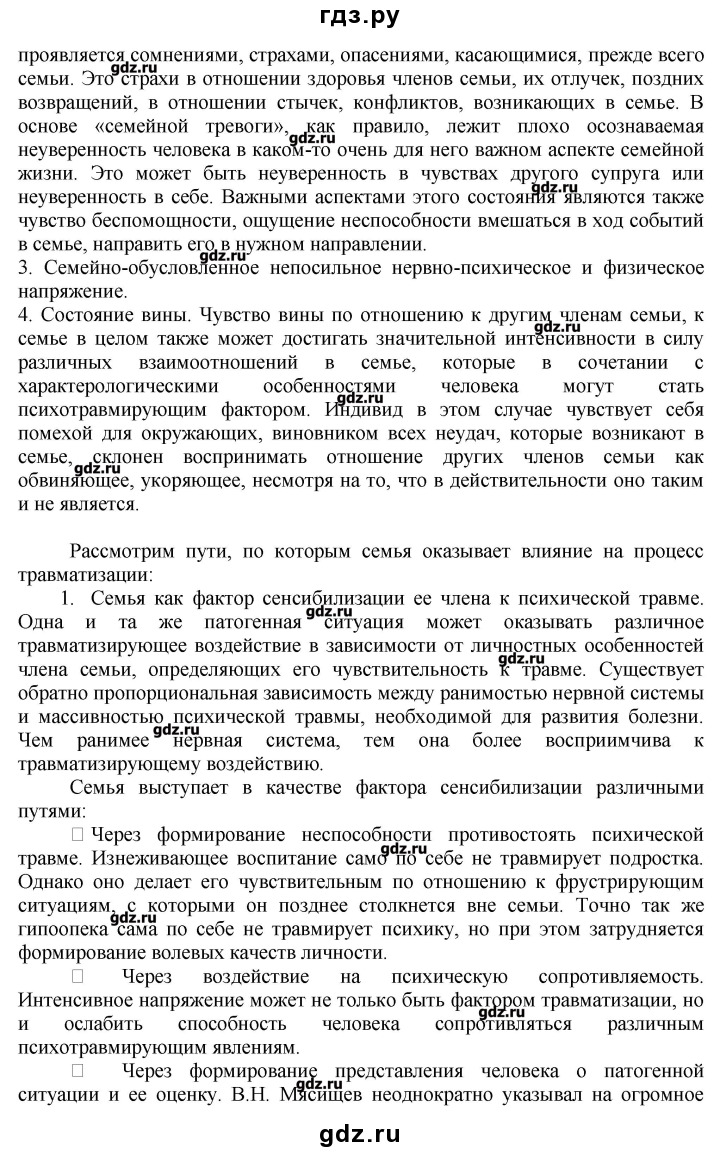 гдз.ру
проявляется сомнениями, страхами, опасениями, касающимися, прежде всего
семьи. Это страхи в отношении здоровья членов семьи, их отлучек, поздних
возвращений, в отношении стычек, конфликтов, возникающих в семье. В
основе «семейной тревоги», как правило, лежит плохо осознаваемая
неуверенность человека в каком-то очень для него важном аспекте семейной
жизни. Это может быть неуверенность в чувствах другого супруга или
неуверенность в себе. Важными аспектами этого состояния являются также
чувство беспомощности, ощущение неспособности вмешаться в ход событий
в семье, направить его в нужном направлении.
3. Семейно-обусловленное непосильное нервно-психическое и физическое
напряжение.
4. Состояние вины. Чувство вины по отношению к другим членам семьи, к
семье в целом также может достигать значительной интенсивности в силу
различных взаимоотношений в семье, которые в сочетании с
характерологическими особенностями человека могут стать
психотравмирующим фактором. Индивид в этом случае чувствует себя
помехой для окружающих, виновником всех неудач, которые возникают в
семье, склонен воспринимать отношение других членов семьи как
обвиняющее, укоряющее, несмотря на то, что в действительности оно таким
и не является.
Рассмотрим пути, по которым семья оказывает влияние на процесс
травматизации:
1. Семья как фактор сенсибилизации ее члена к психической травме.
Одна и та же патогенная ситуация может оказывать различное
травматизирующее воздействие в зависимости от личностных особенностей
члена семьи, определяющих его чувствительность к травме. Существует
обратно пропорциональная зависимость между ранимостью нервной системы
и массивностью психической травмы, необходимой для развития болезни.
Чем ранимее нервная система, тем она более восприимчива к
травматизирующему воздействию.
Семья выступает в качестве фактора сенсибилизации различными
путями:
Через формирование неспособности противостоять психической
травме. Изнеживающее воспитание само по себе не травмирует подростка.
Однако оно делает его чувствительным по отношению к фрустрирующим
ситуациям, с которыми он позднее столкнется вне семьи. Точно так же
гипоопека сама по себе не травмирует психику, но при этом затрудняется
формирование волевых качеств личности.
Через воздействие на психическую сопротивляемость.
Интенсивное напряжение может не только быть фактором травматизации, но
и ослабить способность человека сопротивляться различным
психотравмирующим явлениям.
Через формирование представления человека о патогенной
ситуации и ее оценку. В.Н. Мясищев неоднократно указывал на огромное
gdz.ru